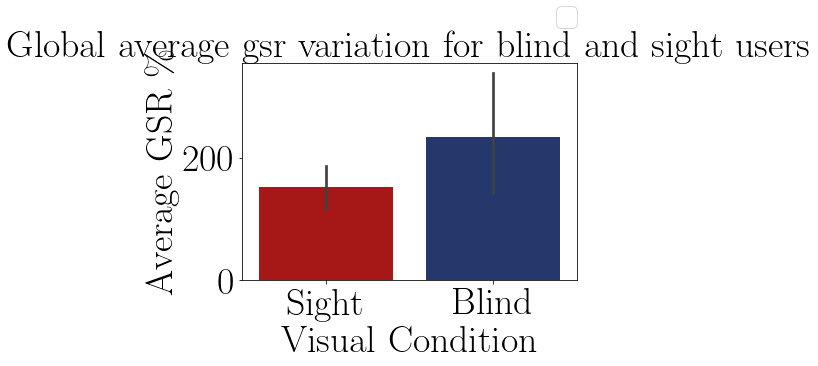 Global average gsr variation for blind and sight users
Average GSR %
200
0
Sight
Blind
Visual Condition